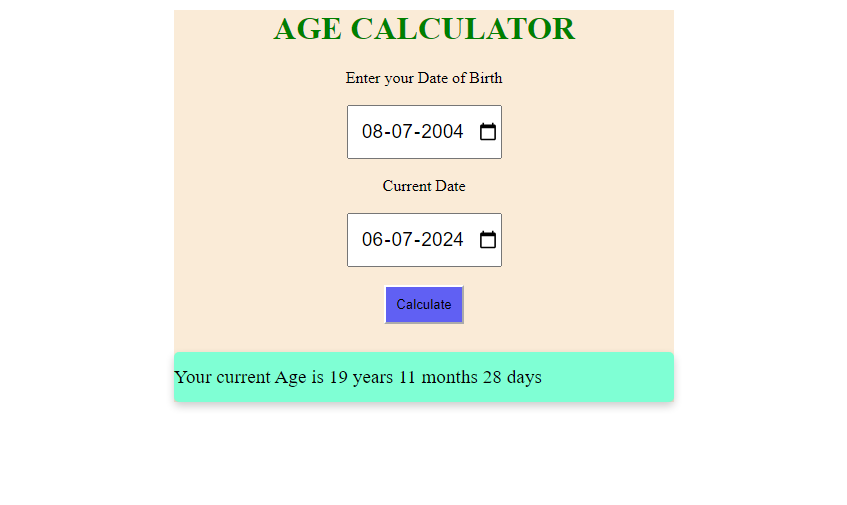 AGE CALCULATOR
Enter your Date of Birth
08-07-2004
Current Date
06-07-2024
Calculate
Your current Age is 19 years 11 months 28 days